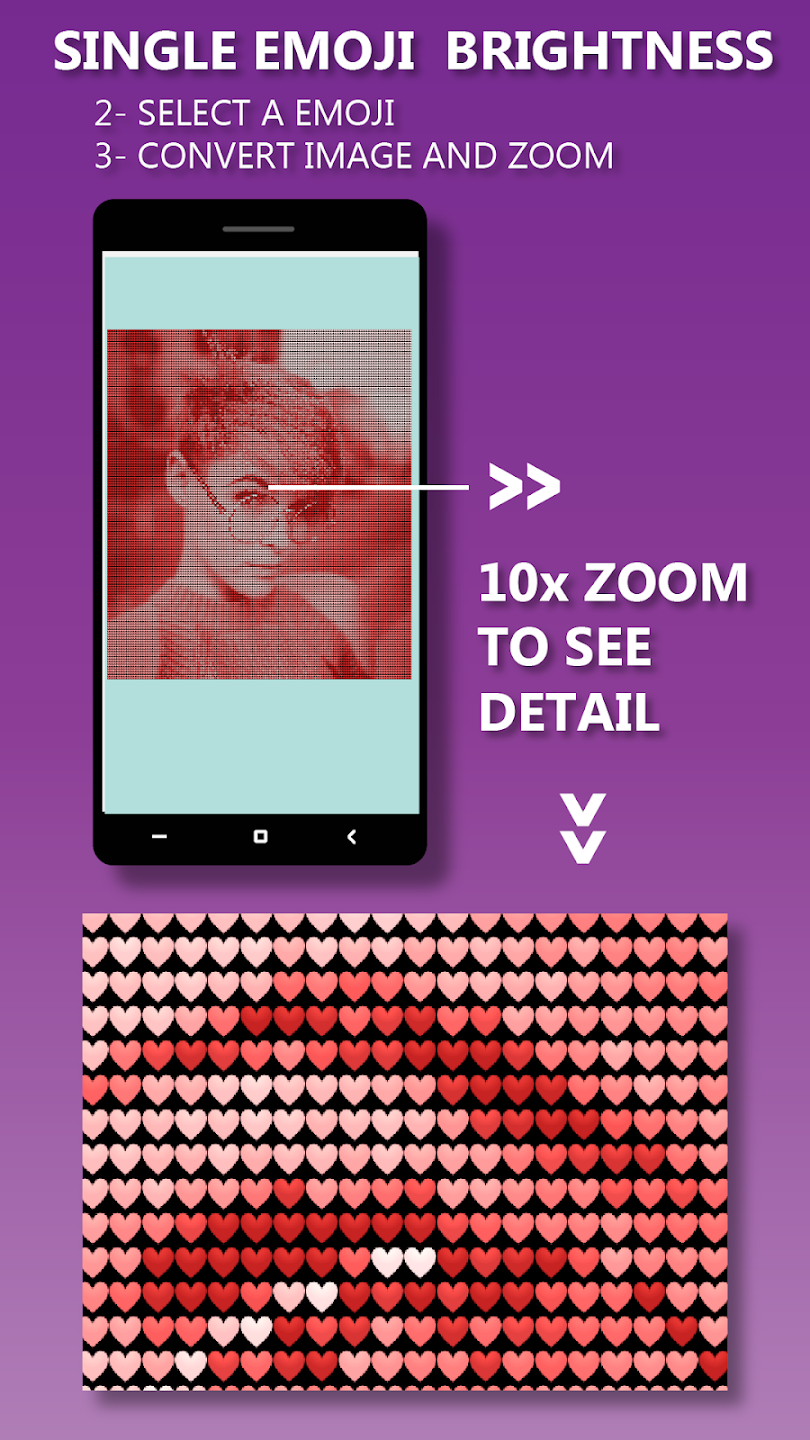 SINGLE EMOJI BRIGHTNESS
2- SELECT A EMOJI
3- CONVERT IMAGE AND ZOOM
>>
10x ZOOM
TO SEE
DETAIL